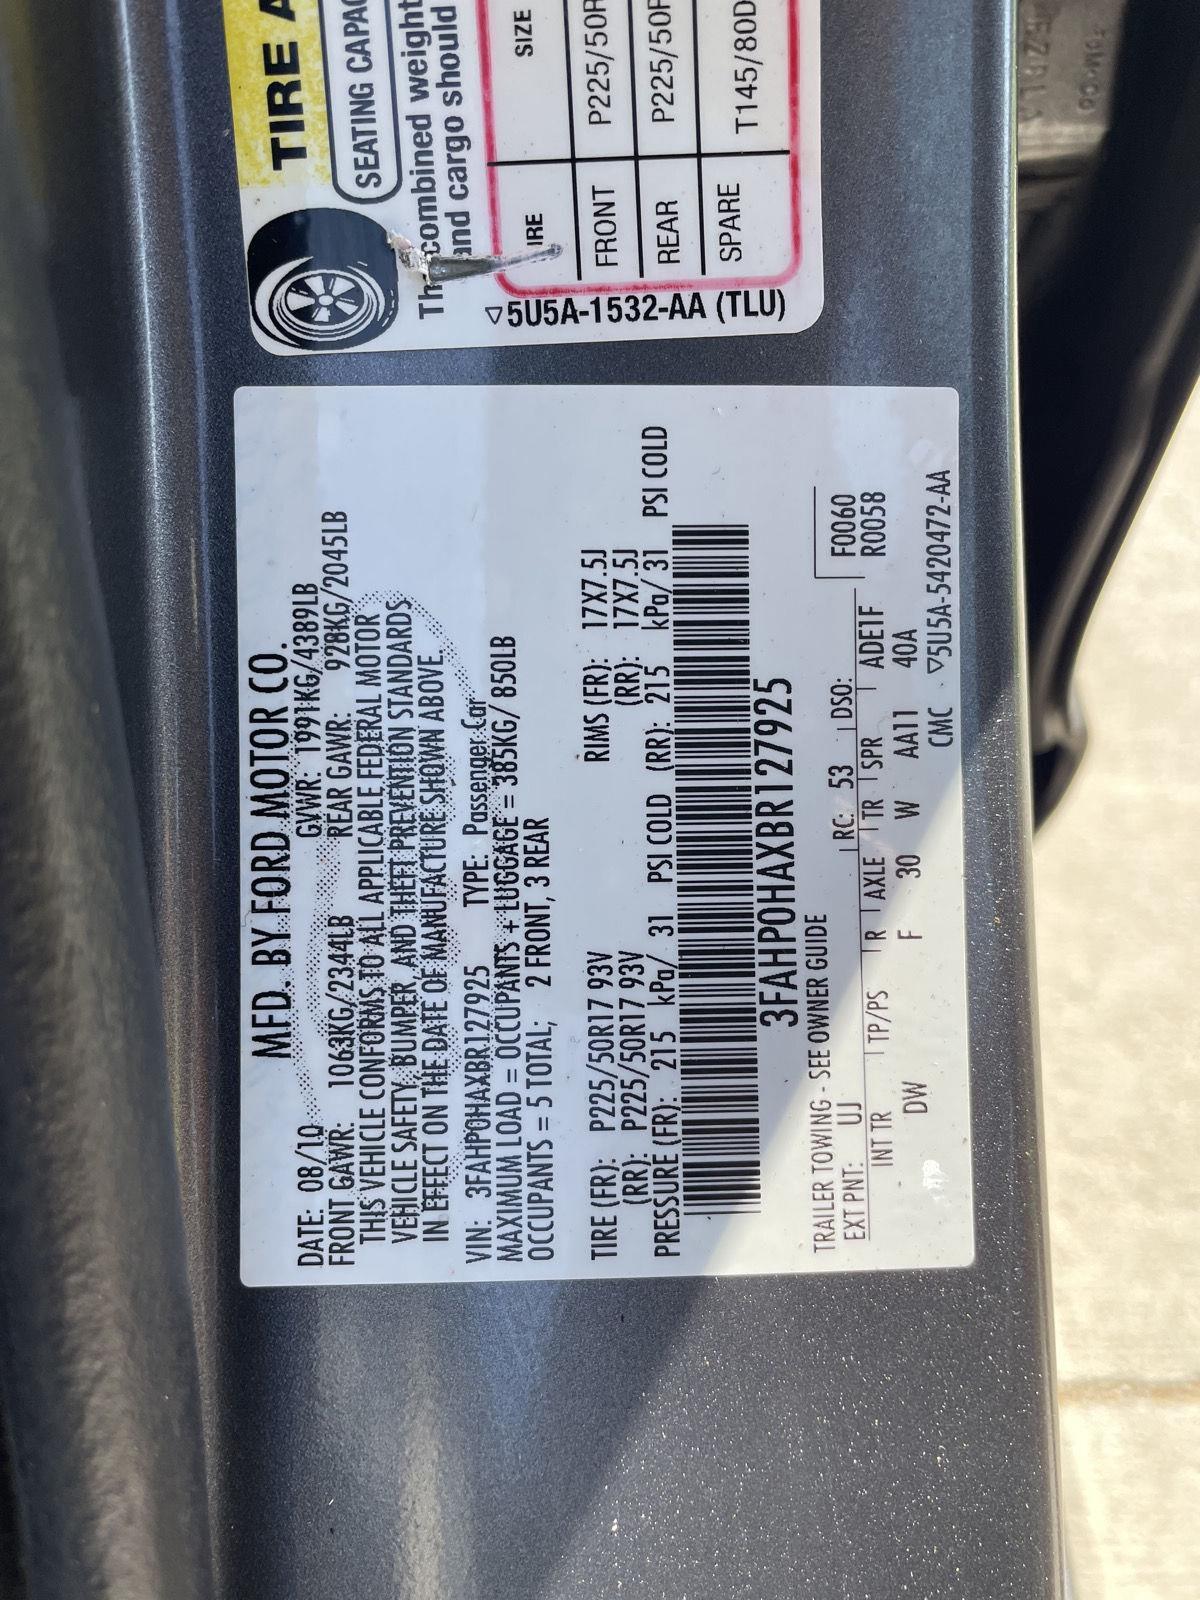 TIRE A
SEATING CAPAC
combined weight
and cargo should
SIZE
FRONT P225/50R
REAR P225/50R
SPARE T145/80D
▽5U5A-1532-AA (TLU)
MFD. BY FORD MOTOR CO.
DATE: 08/10 GVWR: 1991KG/4389LB
FRONT GAWR: 1063KG/2344LB REAR GAWR: 928KG/2045LB
THIS VEHICLE CONFORMS TO ALL APPLICABLE FEDERAL MOTOR
VEHICLE SAFETY, BUMPER, AND THEFT PREVENTION STANDARDS
IN EFFECT ON THE DATE OF MANUFACTURE SHOWN ABOVE.
VIN: 3FAHP0HAXBR127925 TYPE: Passenger Car
MAXIMUM LOAD = OCCUPANTS + LUGGAGE = 385KG/ 850LB
OCCUPANTS = 5 TOTAL; 2 FRONT, 3 REAR
TIRE (FR): P225/50R17 93V RIMS (FR): 17X7.5J
(RR): P225/50R17 93V (RR): 17X7.5J
PRESSURE (FR): 215 kPa/ 31 PSI COLD (RR): 215 kPa/ 31 PSI COLD
3FAHP0HAXBR127925
TRAILER TOWING - SEE OWNER GUIDE
EXT PNT: UJ RC: 53 DSO: F0060
INT TR TP/PS R AXLE TR SPR ADETF R0058
DW F 30 W AA11 40A
CMC ▽5U5A-5420472-AA